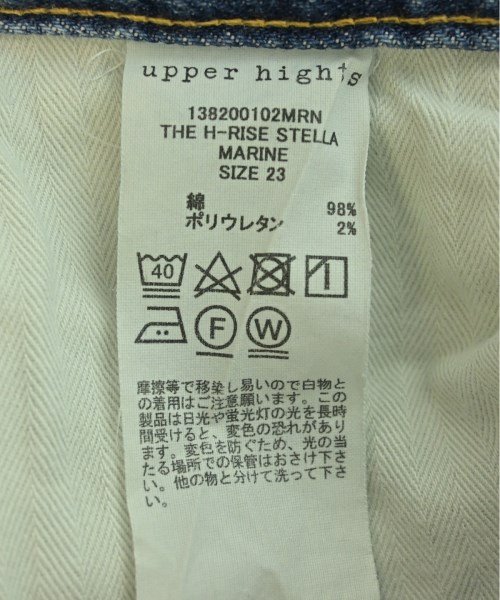 upper hights
138200102MRN
THE H-RISE STELLA
MARINE
SIZE 23
綿 98%
ポリウレタン 2%
40
F W
摩擦等で移染し易いので白物と
の着用はご注意願います。この
製品は日光や蛍光灯の光を長時
間受けると、変色の恐れがあり
ます。変色を防ぐため、光の当
たる場所での保管はおさけ下さ
い。他の物と分けて洗って下さ
い。